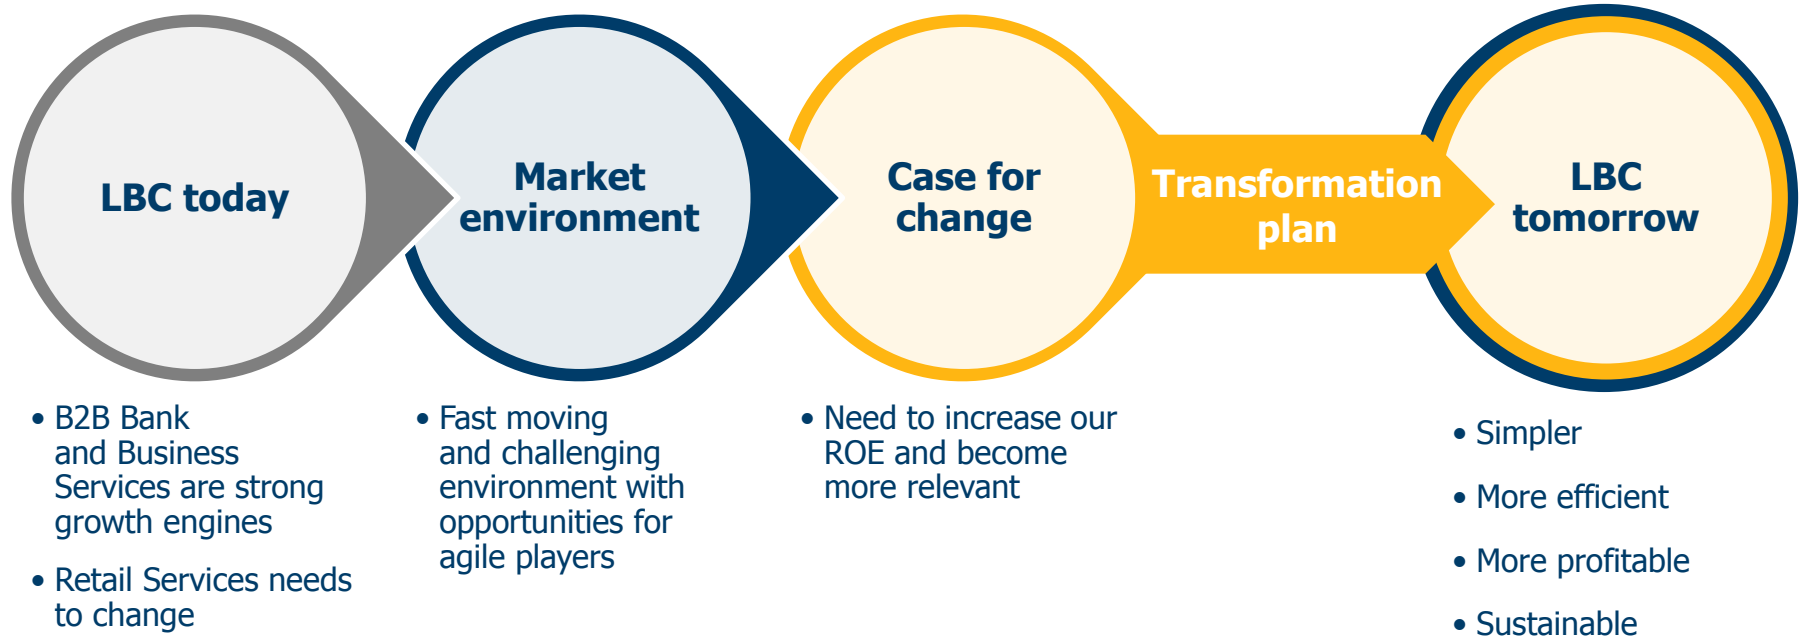 LBC today
Market
environment
Case for
change
Transformation
plan
LBC
tomorrow
• B2B Bank
and Business
Services are strong
growth engines
• Retail Services needs
to change
• Fast moving
and challenging
environment with
opportunities for
agile players
• Need to increase our
ROE and become
more relevant
• Simpler
• More efficient
• More profitable
• Sustainable